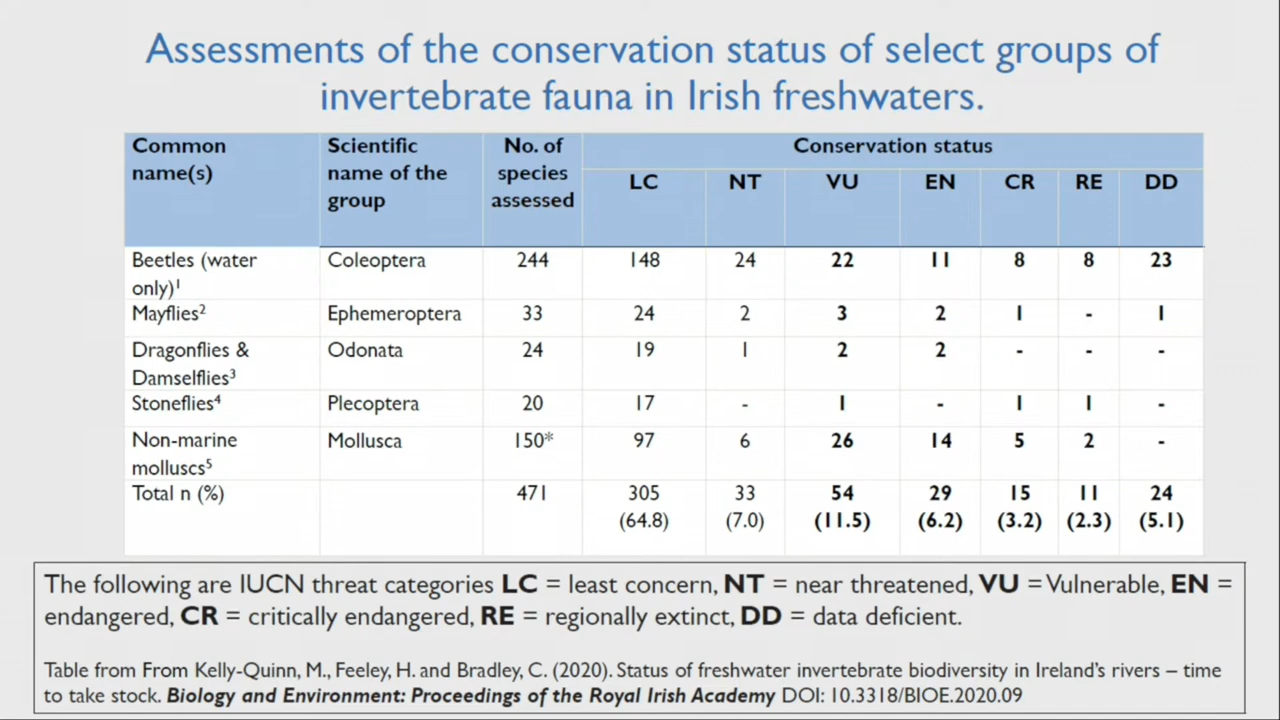 Assessments of the conservation status of select groups of
invertebrate fauna in Irish freshwaters.
Common name(s) Scientific name of the group No. of species assessed Conservation status
LC NT VU EN CR RE DD
Beetles (water only)¹ Coleoptera 244 148 24 22 11 8 8 23
Mayflies² Ephemeroptera 33 24 2 3 2 1 - 1
Dragonflies & Damselflies³ Odonata 24 19 1 2 2 - - -
Stoneflies⁴ Plecoptera 20 17 - 1 - 1 1 -
Non-marine molluscs⁵ Mollusca 150* 97 6 26 14 5 2 -
Total n (%) 471 305 (64.8) 33 (7.0) 54 (11.5) 29 (6.2) 15 (3.2) 11 (2.3) 24 (5.1)
The following are IUCN threat categories LC = least concern, NT = near threatened, VU = Vulnerable, EN =
endangered, CR = critically endangered, RE = regionally extinct, DD = data deficient.
Table from From Kelly-Quinn, M., Feeley, H. and Bradley, C. (2020). Status of freshwater invertebrate biodiversity in Ireland's rivers – time
to take stock. Biology and Environment: Proceedings of the Royal Irish Academy DOI: 10.3318/BIOE.2020.09